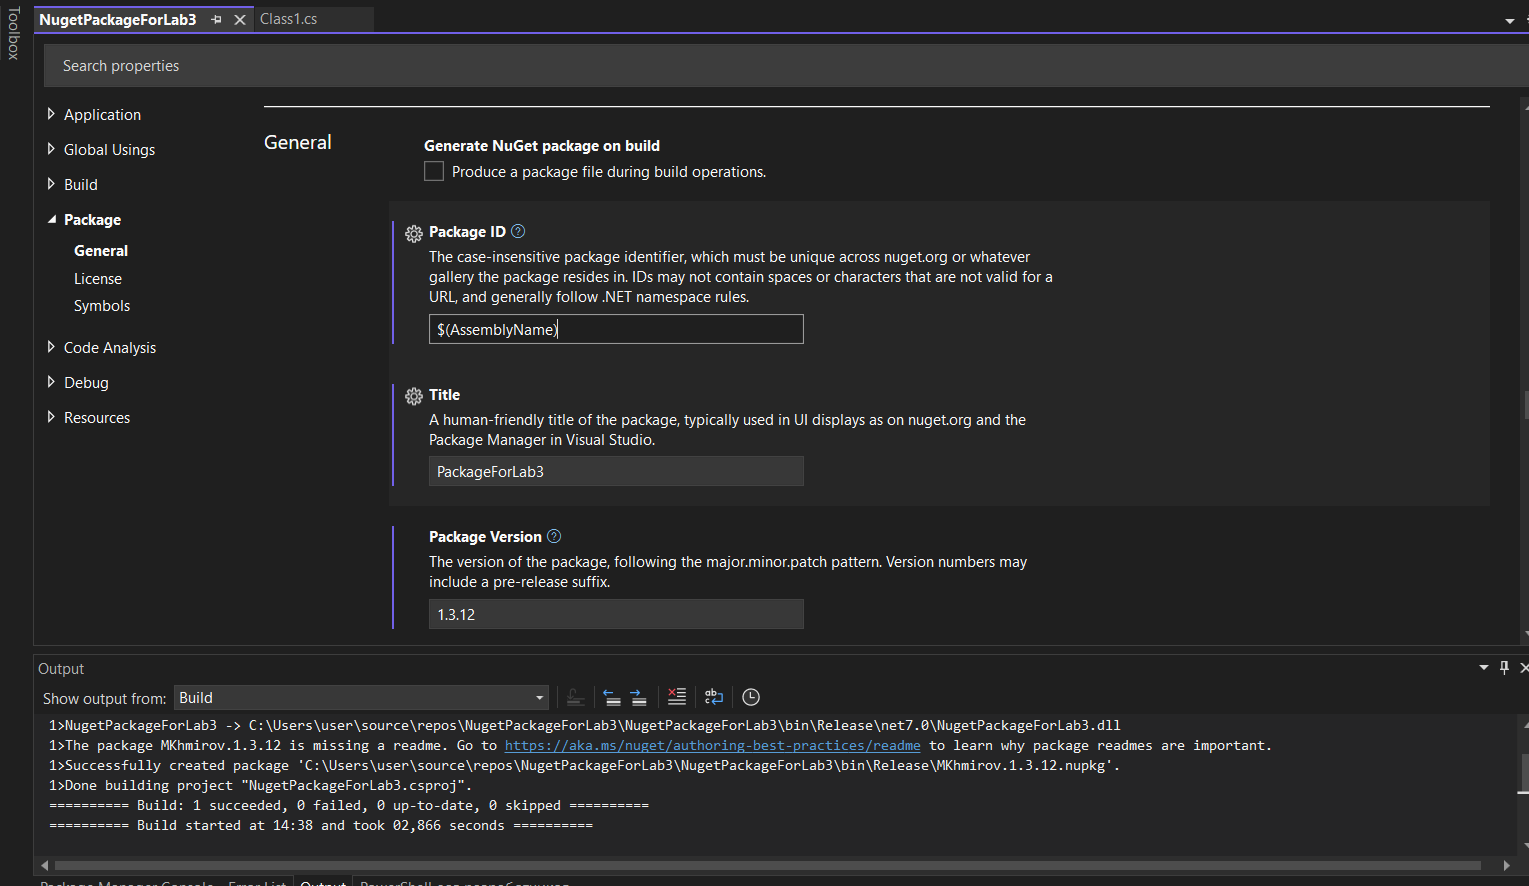 Toolbox
NugetPackageForLab3
Class1.cs
Search properties
Application
Global Usings
Build
Package
General
License
Symbols
Code Analysis
Debug
Resources
General
Generate NuGet package on build
Produce a package file during build operations.
Package ID
The case-insensitive package identifier, which must be unique across nuget.org or whatever
gallery the package resides in. IDs may not contain spaces or characters that are not valid for a
URL, and generally follow .NET namespace rules.
$(AssemblyName)
Title
A human-friendly title of the package, typically used in UI displays as on nuget.org and the
Package Manager in Visual Studio.
PackageForLab3
Package Version
The version of the package, following the major.minor.patch pattern. Version numbers may
include a pre-release suffix.
1.3.12
Output
Show output from: Build
1>NugetPackageForLab3 -> C:\Users\user\source\repos\NugetPackageForLab3\NugetPackageForLab3\bin\Release\net7.0\NugetPackageForLab3.dll
1>The package MKhmirov.1.3.12 is missing a readme. Go to https://aka.ms/nuget/authoring-best-practices/readme to learn why package readmes are important.
1>Successfully created package 'C:\Users\user\source\repos\NugetPackageForLab3\NugetPackageForLab3\bin\Release\MKhmirov.1.3.12.nupkg'.
1>Done building project "NugetPackageForLab3.csproj".
========== Build: 1 succeeded, 0 failed, 0 up-to-date, 0 skipped ==========
========== Build started at 14:38 and took 02,866 seconds ==========
Package Manager Console Error List Output PowerShell для разработчиков